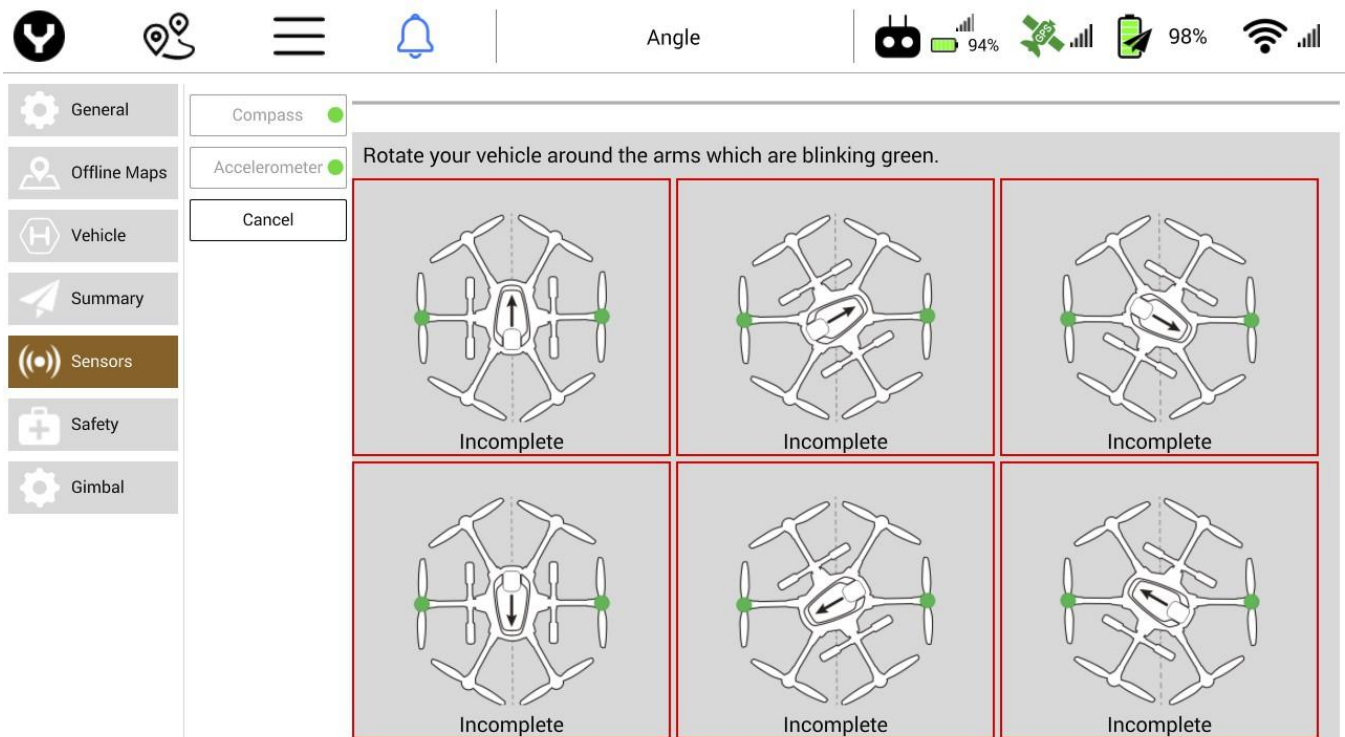 Angle
94%
GPS
98%
General
Offline Maps
Vehicle
Summary
Sensors
Safety
Gimbal
Compass
Accelerometer
Cancel
Rotate your vehicle around the arms which are blinking green.
Incomplete
Incomplete
Incomplete
Incomplete
Incomplete
Incomplete